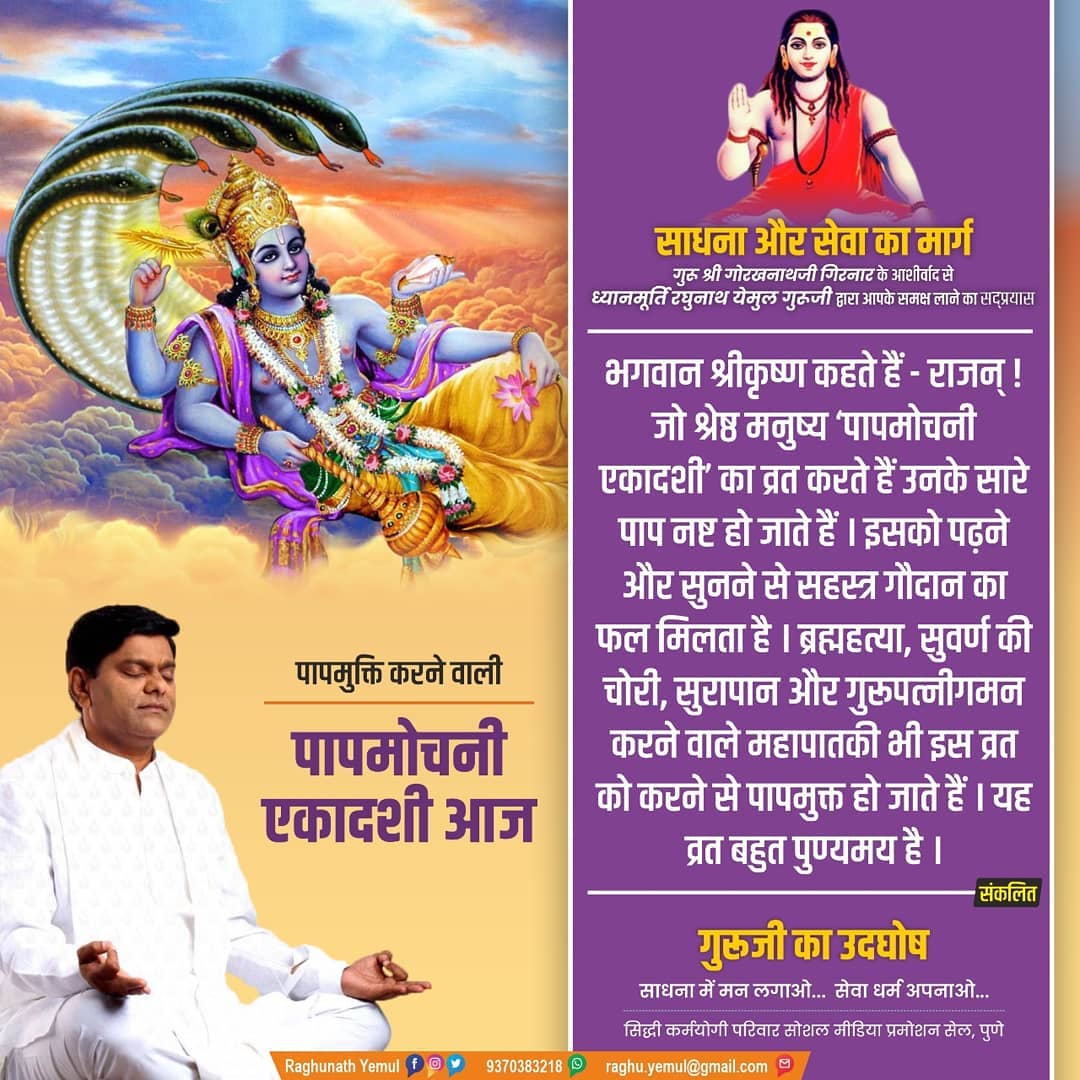 पापमुक्ति करने वाली
पापमोचनी
एकादशी आज
साधना और सेवा का मार्ग
गुरु श्री गोरखनाथजी गिरनार के आशीर्वाद से
ध्यानमूर्ति रघुनाथ येमुल गुरूजी द्वारा आपके समक्ष लाने का सद्प्रयास
भगवान श्रीकृष्ण कहते हैं - राजन् !
जो श्रेष्ठ मनुष्य ‘पापमोचनी
एकादशी’ का व्रत करते हैं उनके सारे
पाप नष्ट हो जाते हैं । इसको पढ़ने
और सुनने से सहस्त्र गौदान का
फल मिलता है । ब्रह्महत्या, सुवर्ण की
चोरी, सुरापान और गुरुपत्नीगमन
करने वाले महापातकी भी इस व्रत
को करने से पापमुक्त हो जाते हैं । यह
व्रत बहुत पुण्यमय है ।
संकलित
गुरूजी का उदघोष
साधना में मन लगाओ... सेवा धर्म अपनाओ...
सिद्धी कर्मयोगी परिवार सोशल मीडिया प्रमोशन सेल, पुणे
Raghunath Yemul 9370383218 raghu.yemul@gmail.com